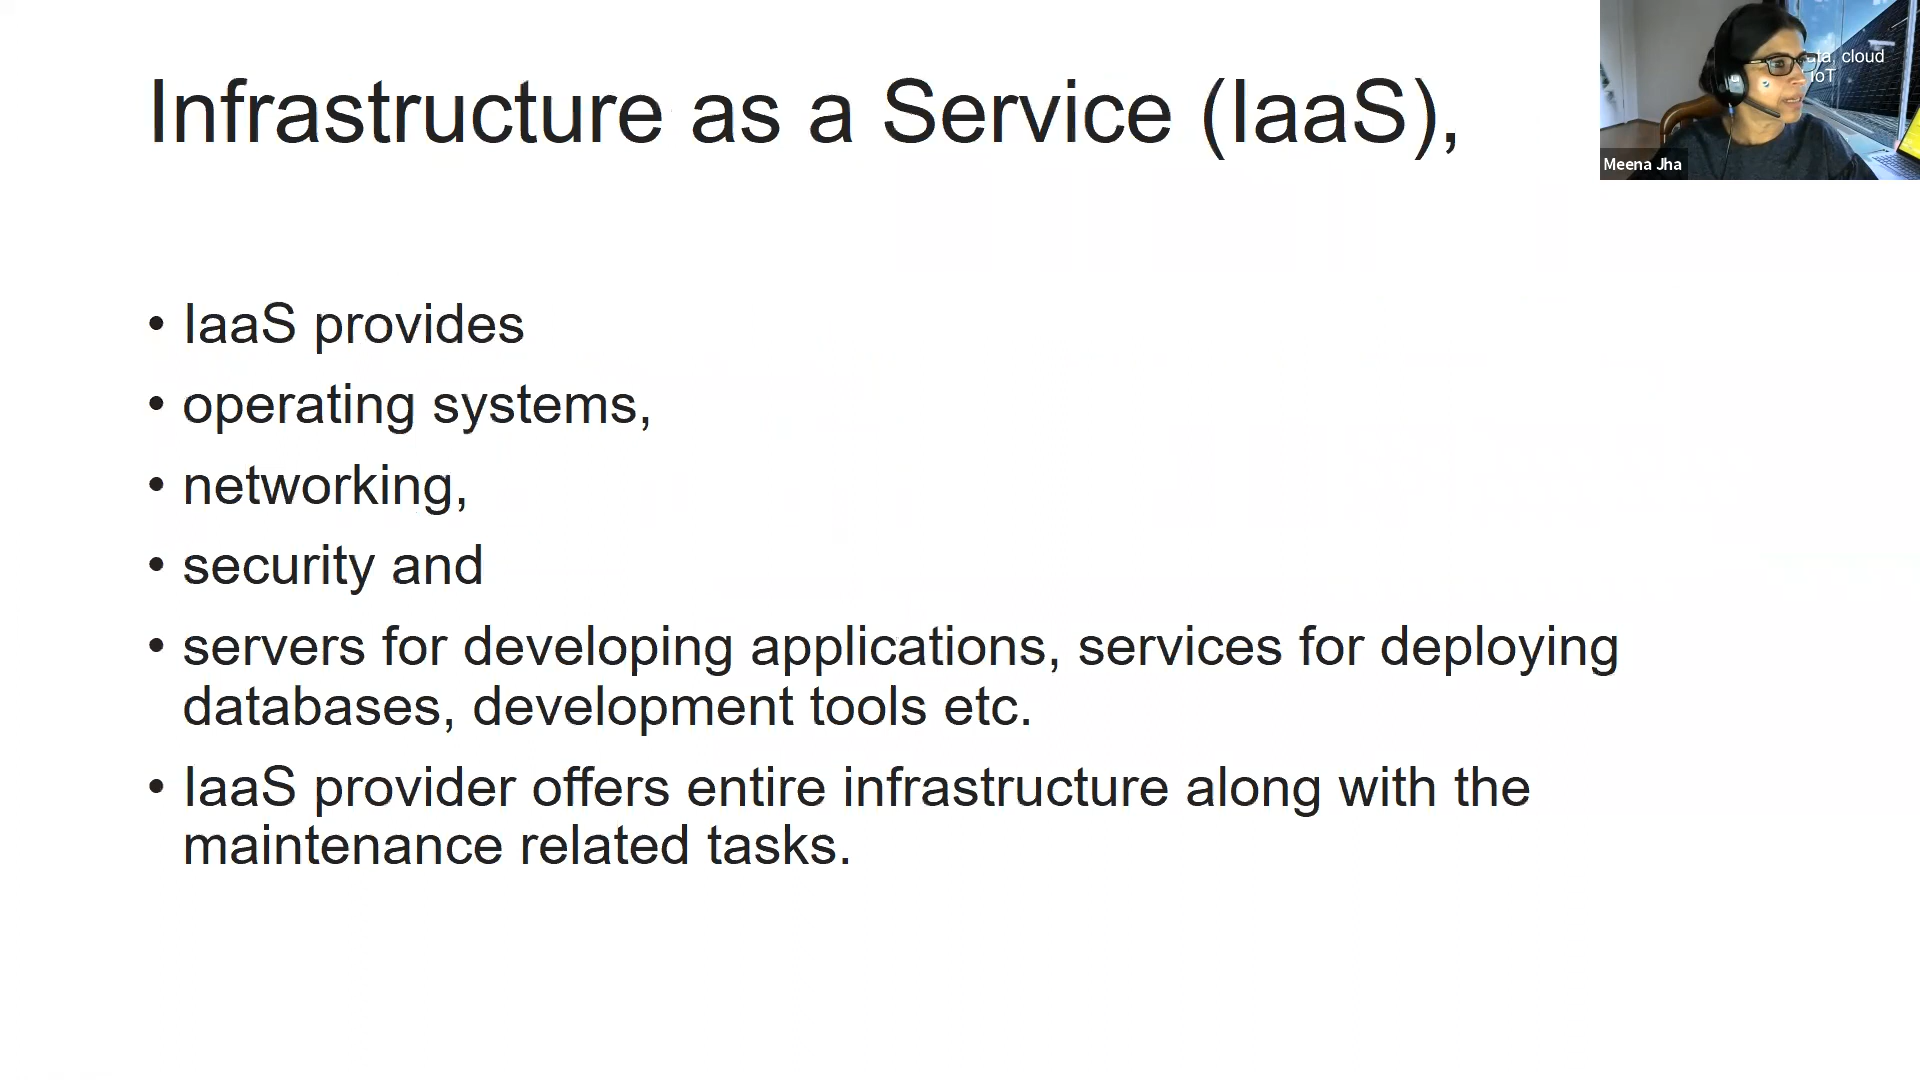 Infrastructure as a Service (IaaS),
cloud
IoT
Meena Jha
• IaaS provides
• operating systems,
• networking,
• security and
• servers for developing applications, services for deploying
databases, development tools etc.
• IaaS provider offers entire infrastructure along with the
maintenance related tasks.